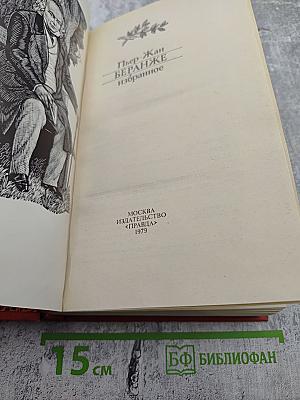 Пьер Жан
БЕРАНЖЕ
избранное
МОСКВА
ИЗДАТЕЛЬСТВО
«ПРАВДА»
1979
15 см
БФ БИБЛИОФАН